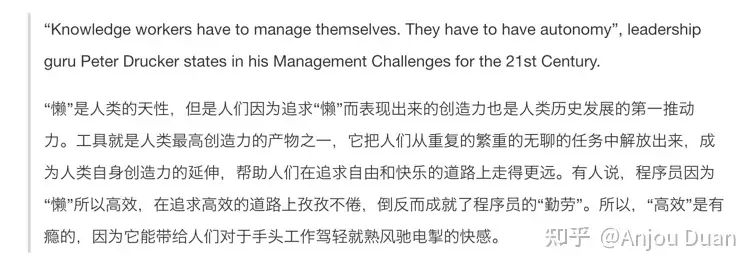 “Knowledge workers have to manage themselves. They have to have autonomy”, leadership
guru Peter Drucker states in his Management Challenges for the 21st Century.
“懒”是人类的天性，但是人们因为追求“懒”而表现出来的创造力也是人类历史发展的第一推动
力。工具就是人类最高创造力的产物之一，它把人们从重复的繁重的无聊的任务中解放出来，成
为人类自身创造力的延伸，帮助人们在追求自由和快乐的道路上走得更远。有人说，程序员因为
“懒”所以高效，在追求高效的道路上孜孜不倦，倒反而成就了程序员的“勤劳”。所以，“高效”是有
瘾的，因为它能带给人们对于手头工作驾轻就熟风驰电掣的快感。
知乎 @Anjou Duan